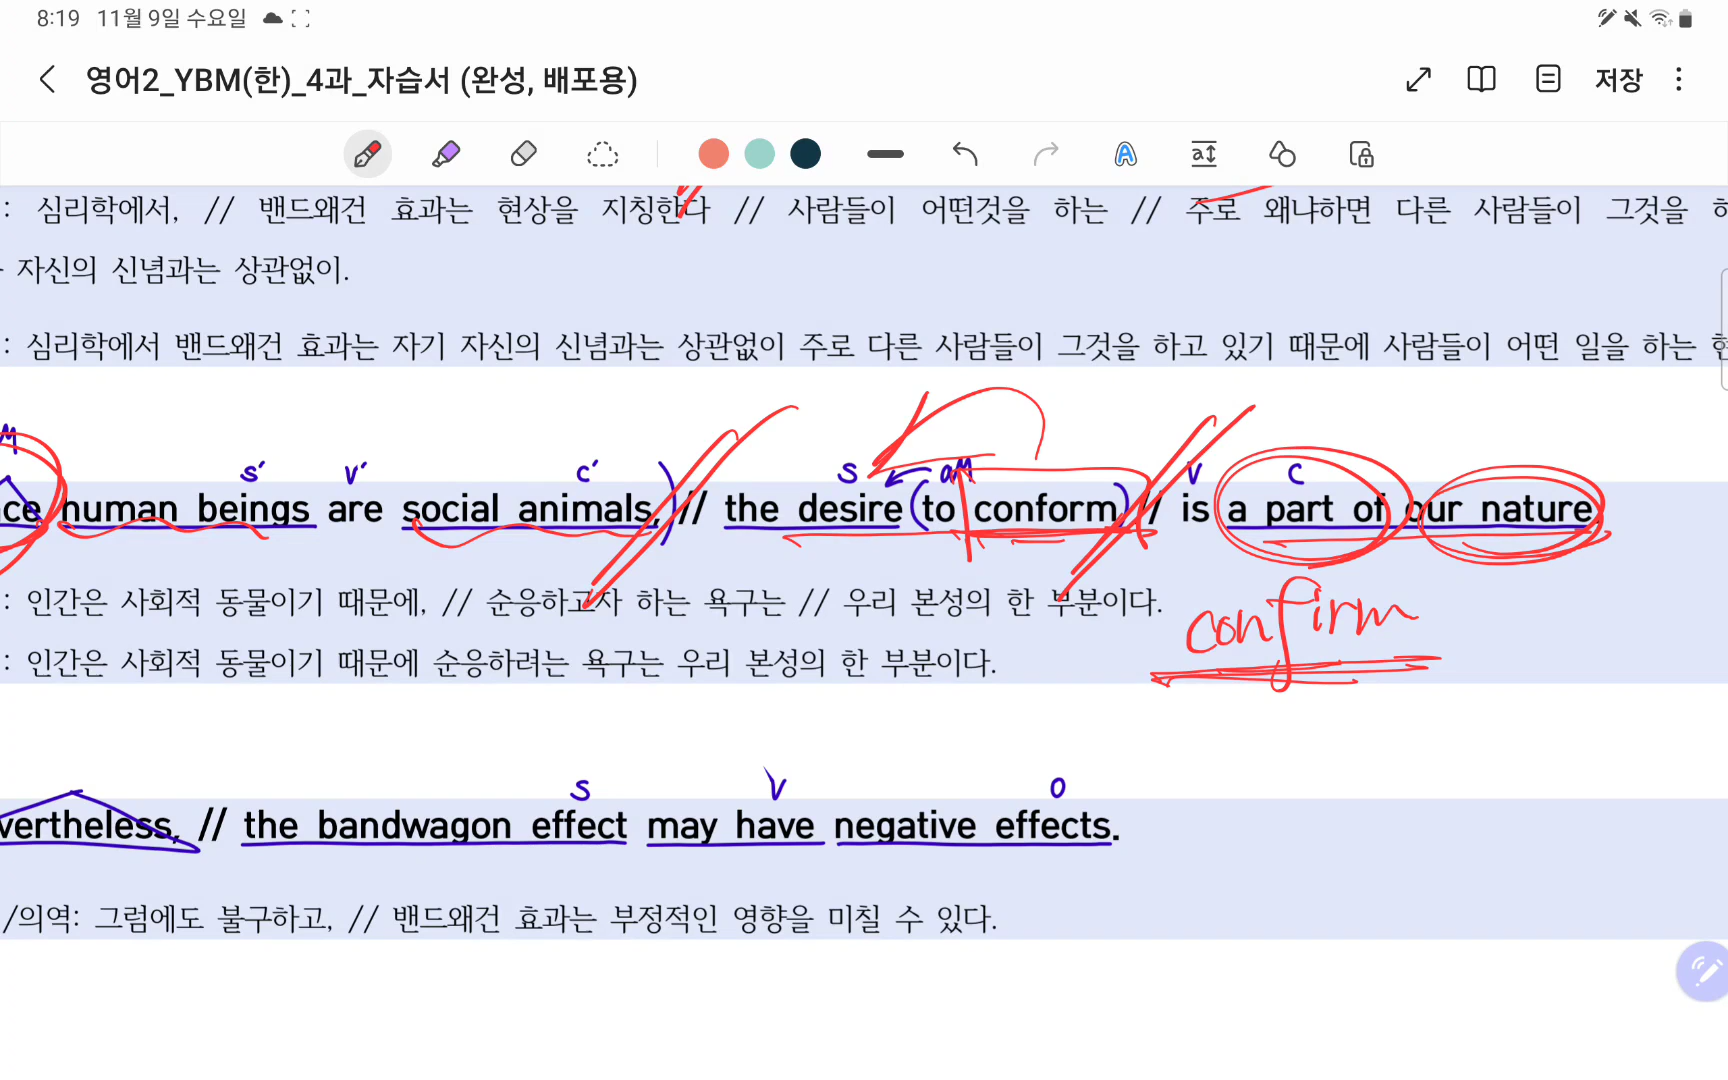 8:19 11월 9일 수요일
영어2_YBM(한)_4과_자습서 (완성, 배포용)
저장
: 심리학에서, // 밴드왜건 효과는 현상을 지칭한다 // 사람들이 어떤것을 하는 // 주로 왜냐하면 다른 사람들이 그것을
자신의 신념과는 상관없이.
: 심리학에서 밴드왜건 효과는 자기 자신의 신념과는 상관없이 주로 다른 사람들이 그것을 하고 있기 때문에 사람들이 어떤 일을 하는
M s' v' c' s aM v c
ce human beings are social animals, // the desire (to conform) // is a part of our nature.
: 인간은 사회적 동물이기 때문에, // 순응하고자 하는 욕구는 // 우리 본성의 한 부분이다.
confirm
: 인간은 사회적 동물이기 때문에 순응하려는 욕구는 우리 본성의 한 부분이다.
s v o
vertheless, // the bandwagon effect may have negative effects.
/의역: 그럼에도 불구하고, // 밴드왜건 효과는 부정적인 영향을 미칠 수 있다.